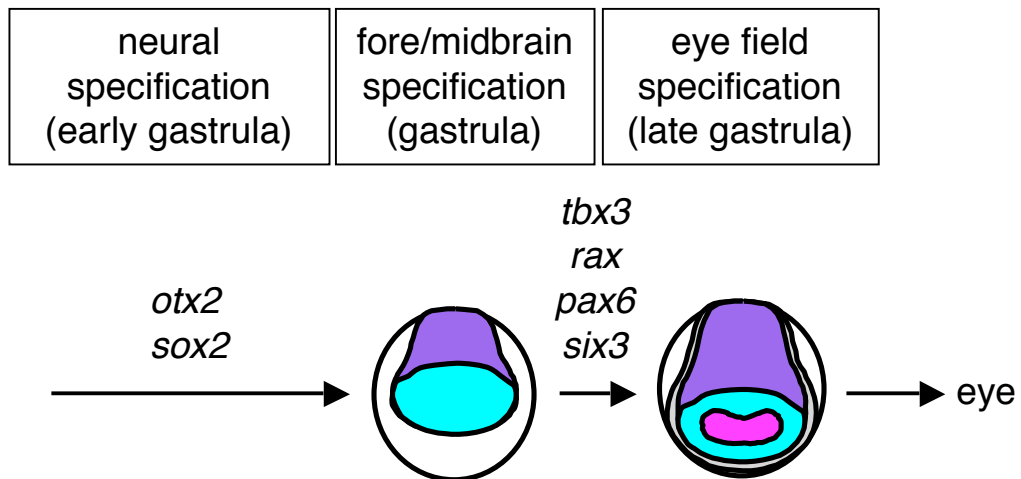 neural
specification
(early gastrula)
fore/midbrain
specification
(gastrula)
eye field
specification
(late gastrula)
otx2
sox2
tbx3
rax
pax6
six3
eye